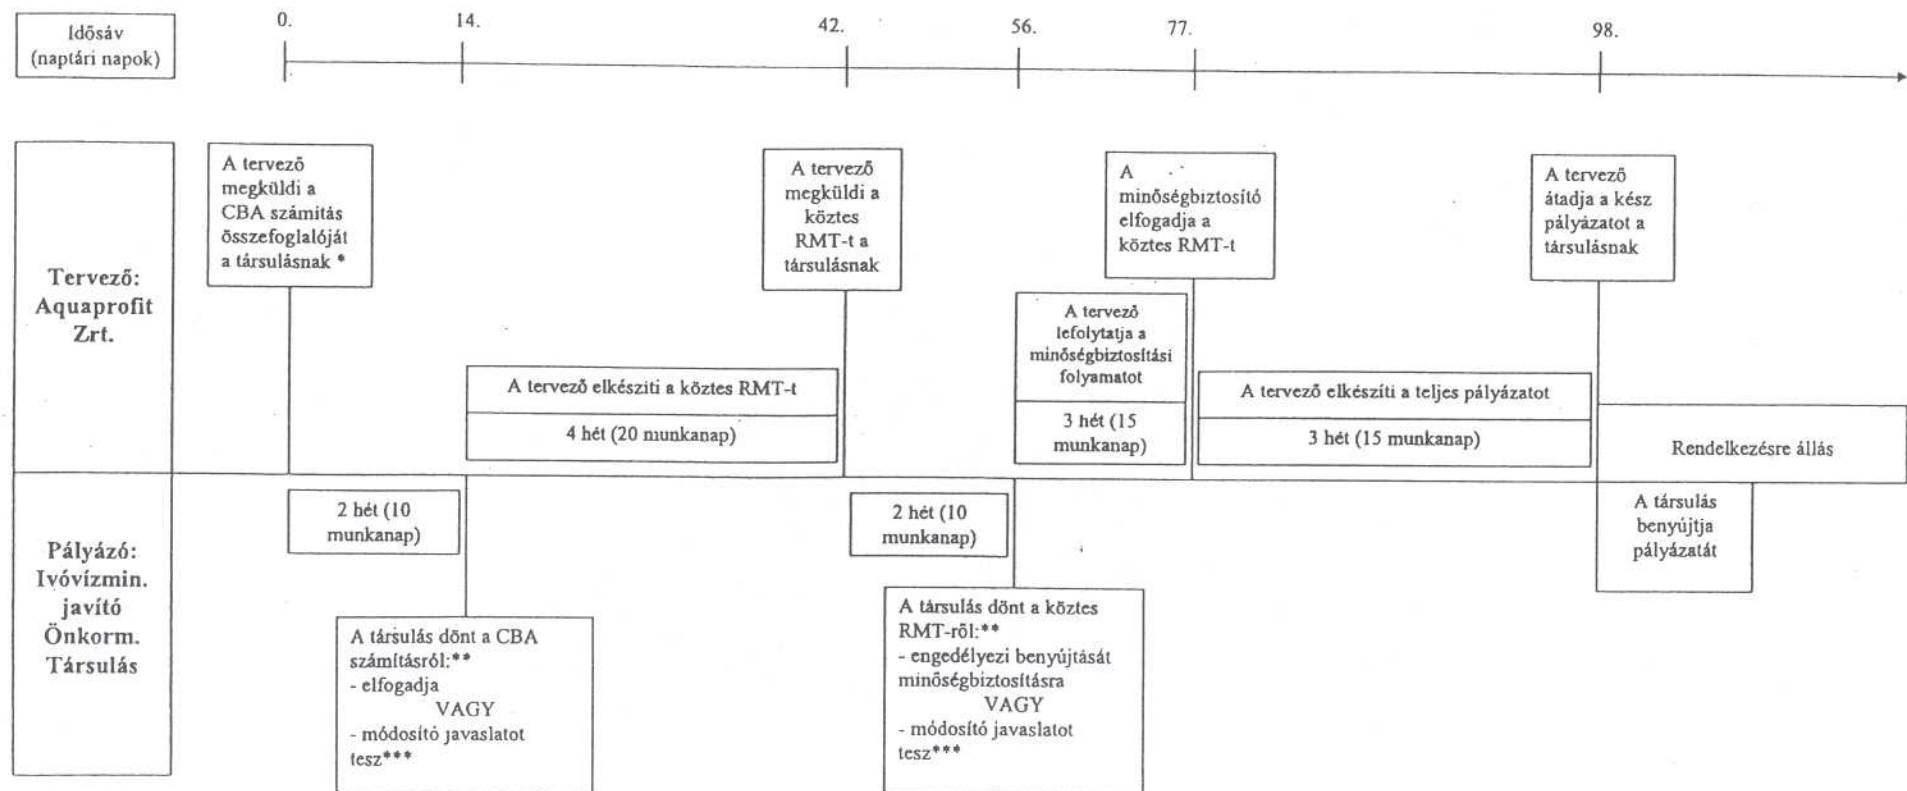 Idősáv
(naptári napok)
0.
14.
42.
56.
77.
98.
Tervező:
Aquaprofit
Zrt.
A tervező
megküldi a
CBA számítás
összefoglalóját
a társulásnak *
A tervező
megküldi a
köztes
RMT-t a
társulásnak
A
minőségbiztosító
elfogadja a
köztes RMT-t
A tervező
átadja a kész
pályázatot a
társulásnak
A tervező
lefolytatja a
minőségbiztosítási
folyamatot
3 hét (15
munkanap)
A tervező elkészíti a köztes RMT-t
4 hét (20 munkanap)
A tervező elkészíti a teljes pályázatot
3 hét (15 munkanap)
Rendelkezésre állás
Pályázó:
Ivóvízmin.
javító
Önkorm.
Társulás
2 hét (10
munkanap)
2 hét (10
munkanap)
A társulás
benyújtja
pályázatát
A társulás dönt a CBA
számításról:**
- elfogadja
VAGY
- módosító javaslatot
tesz***
A társulás dönt a köztes
RMT-ről:**
- engedélyezi benyújtását
minőségbiztosításra
VAGY
- módosító javaslatot
tesz***